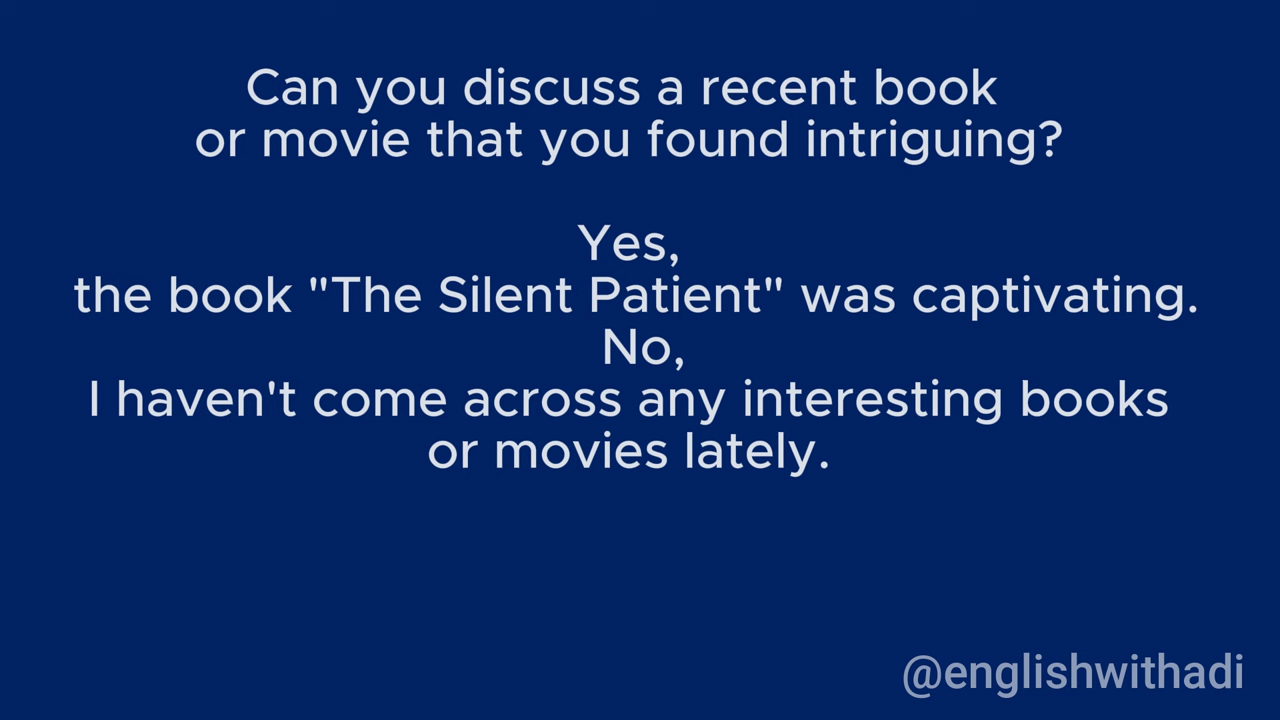 Can you discuss a recent book
or movie that you found intriguing?
Yes,
the book "The Silent Patient" was captivating.
No,
I haven't come across any interesting books
or movies lately.
@englishwithadi